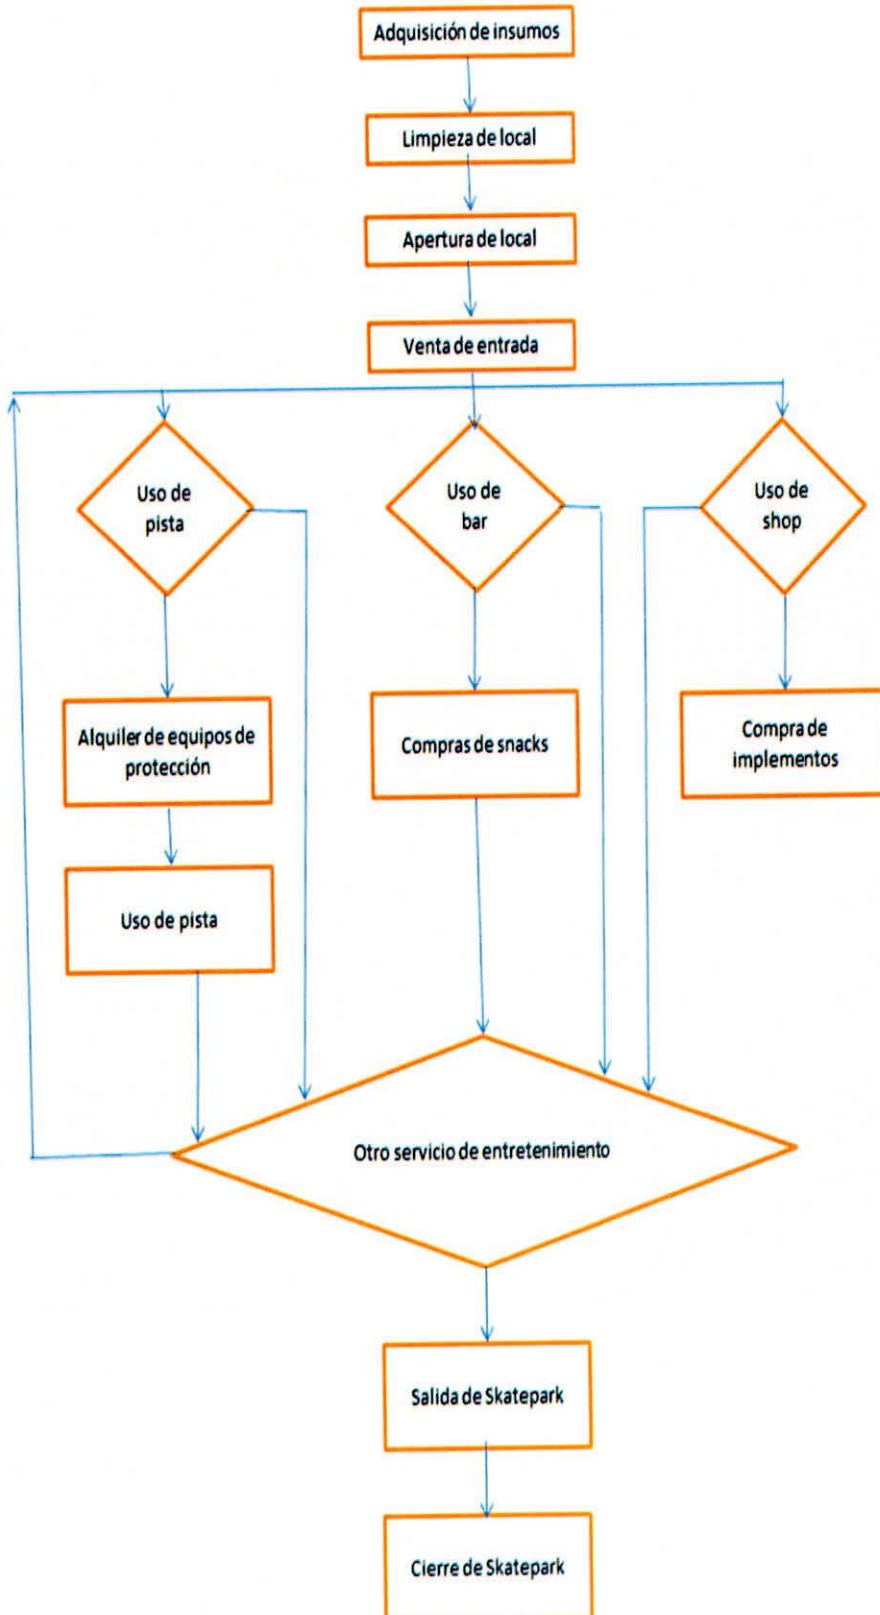 Adquisición de insumos
Limpieza de local
Apertura de local
Venta de entrada
Uso de
pista
Uso de
bar
Uso de
shop
Alquiler de equipos de
protección
Compras de snacks
Compra de
implementos
Uso de pista
Otro servicio de entretenimiento
Salida de Skatepark
Cierre de Skatepark